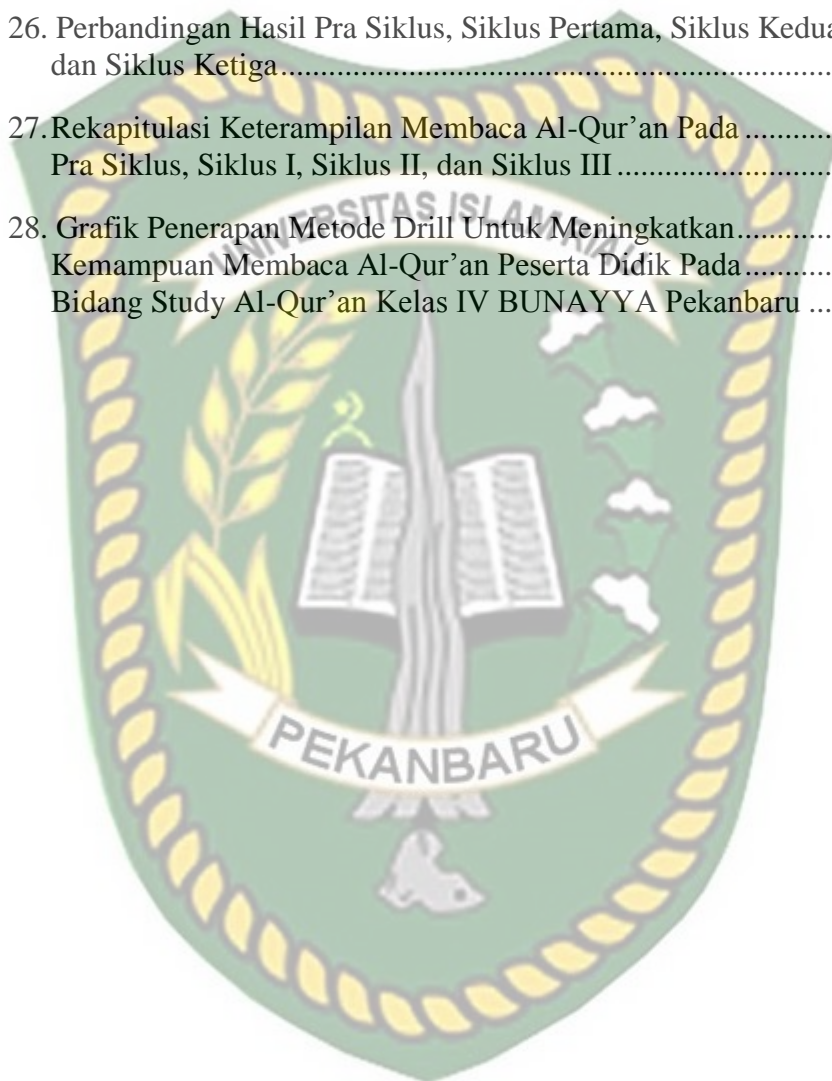 26. Perbandingan Hasil Pra Siklus, Siklus Pertama, Siklus Kedua
dan Siklus Ketiga......................................................................
27. Rekapitulasi Keterampilan Membaca Al-Qur'an Pada ...........
Pra Siklus, Siklus I, Siklus II, dan Siklus III ...........................
28. Grafik Penerapan Metode Drill Untuk Meningkatkan............
Kemampuan Membaca Al-Qur'an Peserta Didik Pada...........
Bidang Study Al-Qur'an Kelas IV BUNAYYA Pekanbaru ...
UNIVERSITAS ISLAM RIAU
PEKANBARU